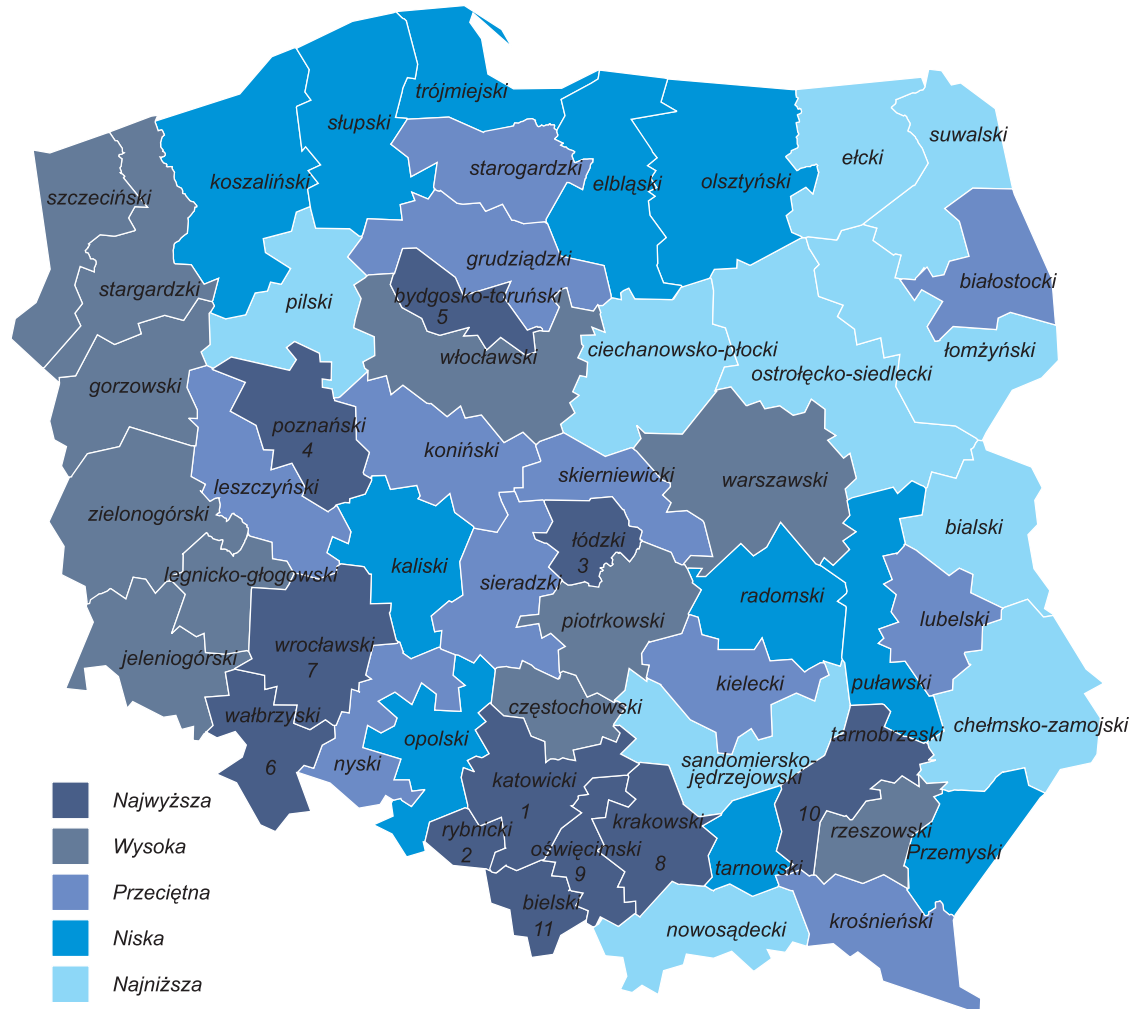 trójmiejski
słupski
suwalski
ełcki
starogardzki
koszaliński
elbląski
olsztyński
szczeciński
grudziądzki
białostocki
stargardzki
bydgosko-toruński
5
pilski
włocławski
ciechanowsko-płocki
łomżyński
ostrołęcko-siedlecki
gorzowski
poznański
4
koniński
skierniewicki
warszawski
leszczyński
zielonogórski
bialski
łódzki
3
kaliski
sieradzki
legnicko-głogowski
radomski
piotrkowski
lubelski
wrocławski
7
jeleniogórski
kielecki
puławski
częstochowski
wałbrzyski
6
chełmsko-zamojski
tarnobrzeski
10
opolski
nyski
sandomiersko-
jędrzejowski
katowicki
1
krakowski
8
rybnicki
2
oświęcimski
9
rzeszowski
Przemyski
tarnowski
bielski
11
krośnieński
nowosądecki
Najwyższa
Wysoka
Przeciętna
Niska
Najniższa